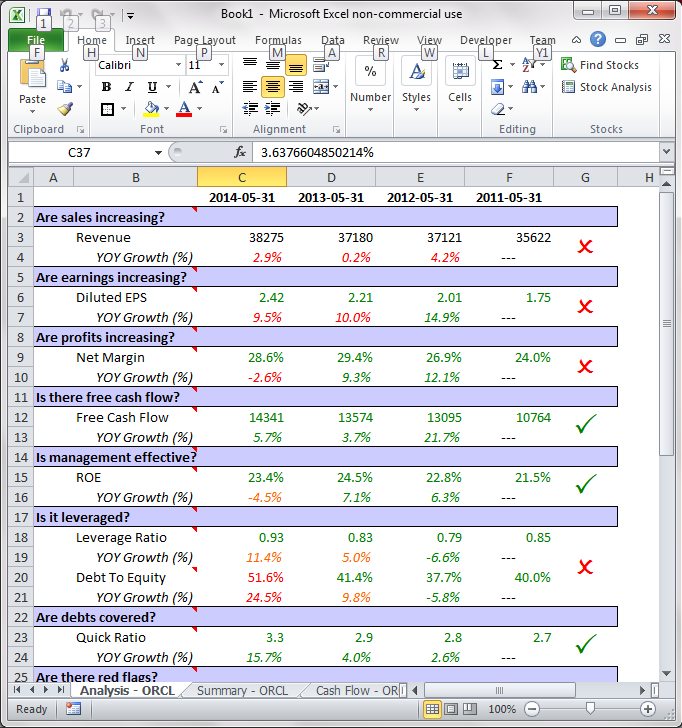 Book1 - Microsoft Excel non-commercial use
1 2 3
File Home Insert Page Layout Formulas Data Review View Developer Load Team
F H N P M A R W L Y1
Calibri 11
Paste
B I U A A
A
%
Number
A
Styles
Cells
Σ
Find Stocks
Stock Analysis
Clipboard Font Alignment Editing Stocks
C37 fx 3.6376604850214%
A B C D E F G H
1 2014-05-31 2013-05-31 2012-05-31 2011-05-31
2 Are sales increasing?
3 Revenue 38275 37180 37121 35622
4 YOY Growth (%) 2.9% 0.2% 4.2% ---
5 Are earnings increasing?
6 Diluted EPS 2.42 2.21 2.01 1.75
7 YOY Growth (%) 9.5% 10.0% 14.9% ---
8 Are profits increasing?
9 Net Margin 28.6% 29.4% 26.9% 24.0%
10 YOY Growth (%) -2.6% 9.3% 12.1% ---
11 Is there free cash flow?
12 Free Cash Flow 14341 13574 13095 10764
13 YOY Growth (%) 5.7% 3.7% 21.7% ---
14 Is management effective?
15 ROE 23.4% 24.5% 22.8% 21.5%
16 YOY Growth (%) -4.5% 7.1% 6.3% ---
17 Is it leveraged?
18 Leverage Ratio 0.93 0.83 0.79 0.85
19 YOY Growth (%) 11.4% 5.0% -6.6% ---
20 Debt To Equity 51.6% 41.4% 37.7% 40.0%
21 YOY Growth (%) 24.5% 9.8% -5.8% ---
22 Are debts covered?
23 Quick Ratio 3.3 2.9 2.8 2.7
24 YOY Growth (%) 15.7% 4.0% 2.6% ---
25 Are there red flags?
Analysis - ORCL Summary - ORCL Cash Flow - OR
Ready 100%